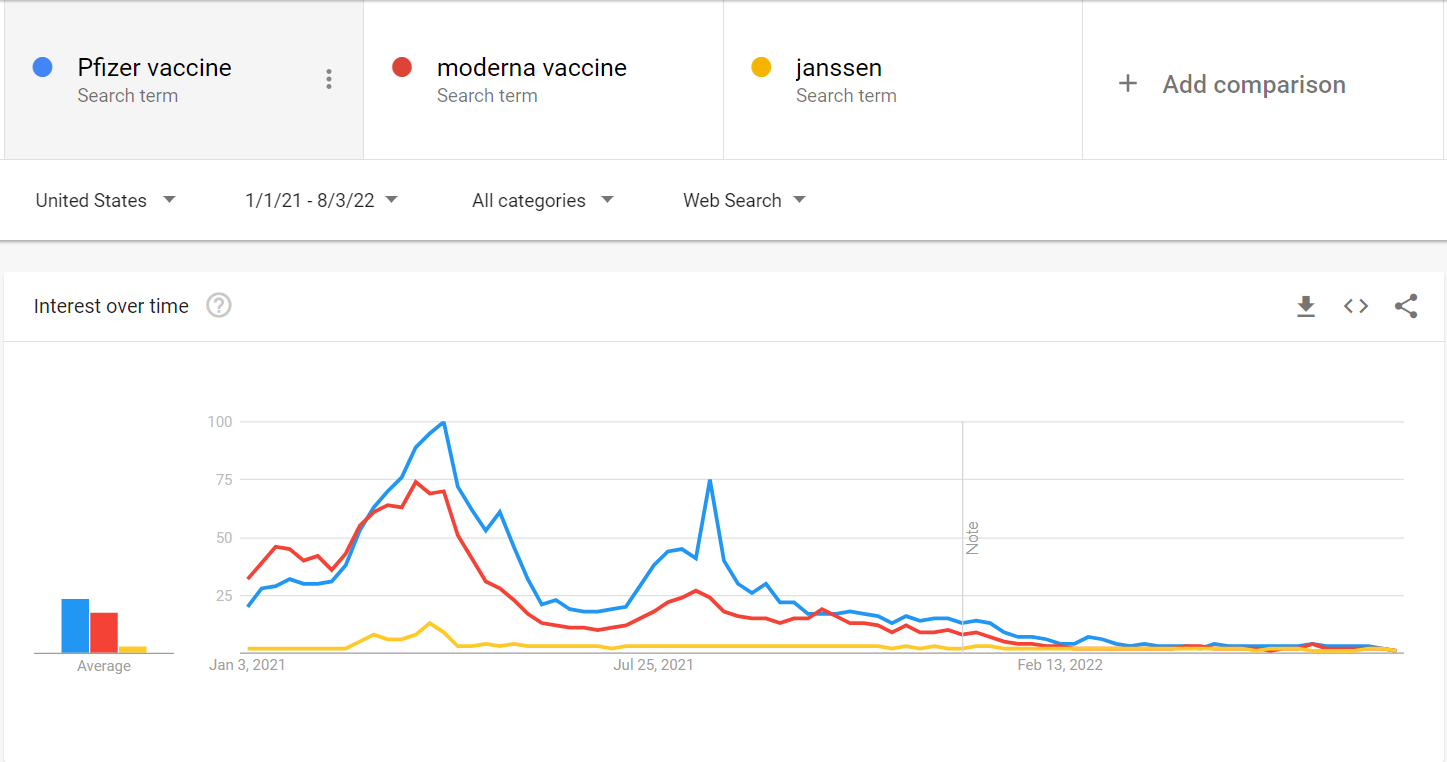 Pfizer vaccine
Search term
moderna vaccine
Search term
janssen
Search term
+ Add comparison
United States
1/1/21 - 8/3/22
All categories
Web Search
Interest over time
?
100
75
50
25
Note
Average
Jan 3, 2021
Jul 25, 2021
Feb 13, 2022